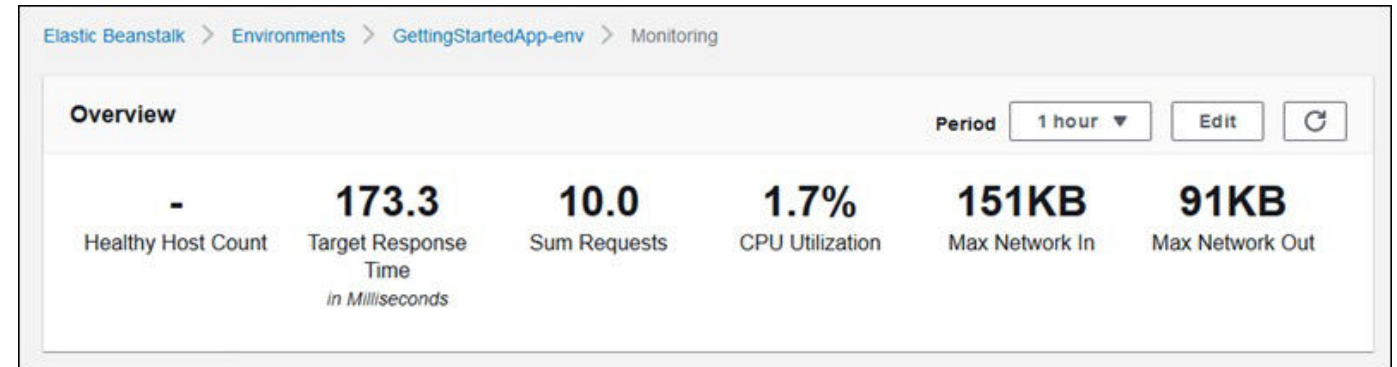 Elastic Beanstalk > Environments > GettingStartedApp-env > Monitoring
Overview
Period 1 hour ▼ Edit
- 173.3 10.0 1.7% 151KB 91KB
Healthy Host Count Target Response Sum Requests CPU Utilization Max Network In Max Network Out
Time
in Milliseconds